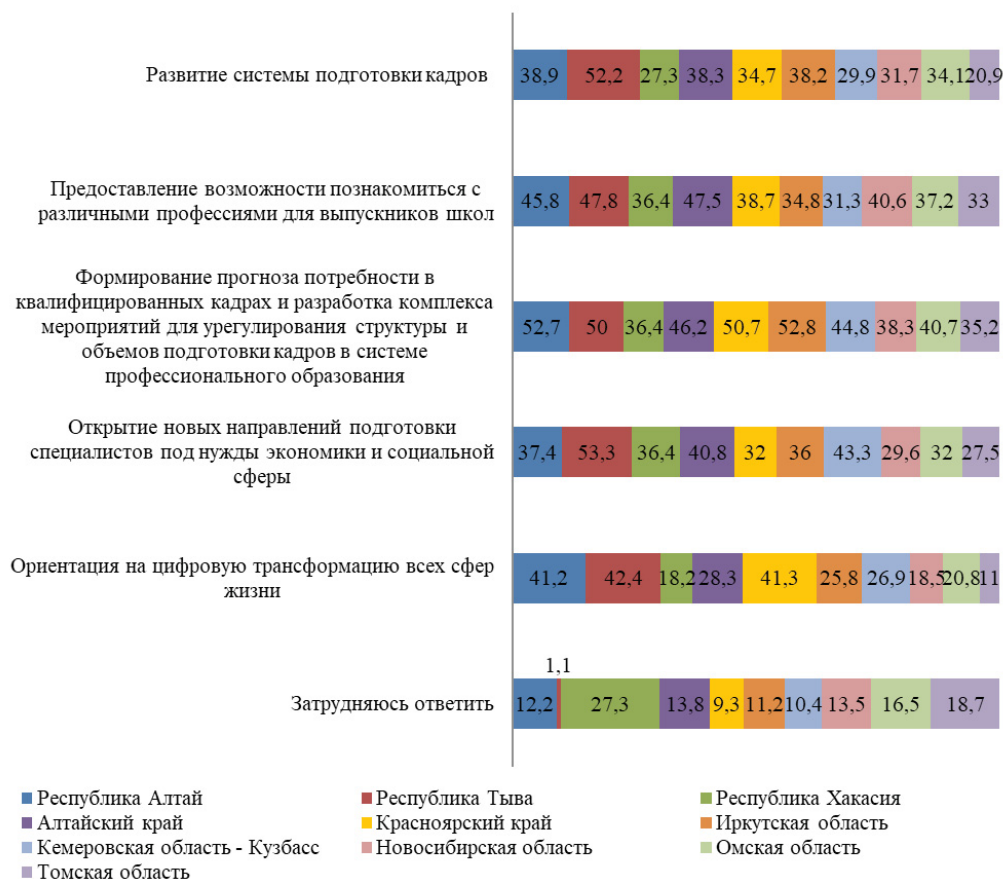 Развитие системы подготовки кадров
38,9 52,2 27,3 38,3 34,7 38,2 29,9 31,7 34,1 20,9
Предоставление возможности познакомиться с
различными профессиями для выпускников школ
45,8 47,8 36,4 47,5 38,7 34,8 31,3 40,6 37,2 33
Формирование прогноза потребности в
квалифицированных кадрах и разработка комплекса
мероприятий для урегулирования структуры и
объемов подготовки кадров в системе
профессионального образования
52,7 50 36,4 46,2 50,7 52,8 44,8 38,3 40,7 35,2
Открытие новых направлений подготовки
специалистов под нужды экономики и социальной
сферы
37,4 53,3 36,4 40,8 32 36 43,3 29,6 32 27,5
Ориентация на цифровую трансформацию всех сфер
жизни
41,2 42,4 18,2 28,3 41,3 25,8 26,9 18,5 20,8 11
1,1
Затрудняюсь ответить
12,2 27,3 13,8 9,3 11,2 10,4 13,5 16,5 18,7
Республика Алтай Республика Тыва Республика Хакасия
Алтайский край Красноярский край Иркутская область
Кемеровская область - Кузбасс Новосибирская область Омская область
Томская область